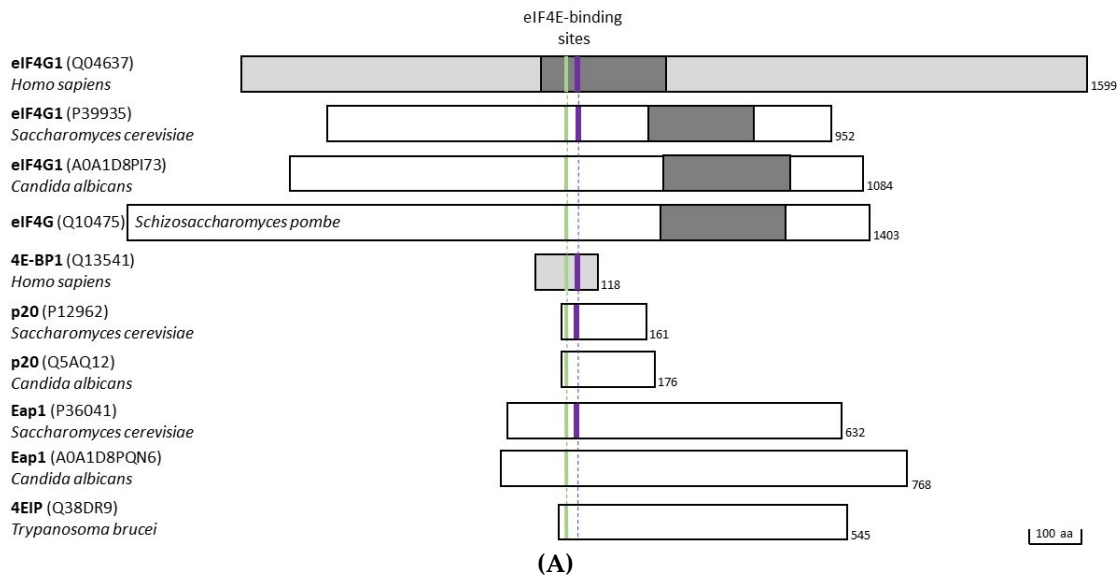 eIF4E-binding
sites
eIF4G1 (Q04637)
Homo sapiens
1599
eIF4G1 (P39935)
Saccharomyces cerevisiae
952
eIF4G1 (A0A1D8PI73)
Candida albicans
1084
eIF4G (Q10475) Schizosaccharomyces pombe
1403
4E-BP1 (Q13541)
Homo sapiens
118
p20 (P12962)
Saccharomyces cerevisiae
161
p20 (Q5AQ12)
Candida albicans
176
Eap1 (P36041)
Saccharomyces cerevisiae
632
Eap1 (A0A1D8PQN6)
Candida albicans
768
4EIP (Q38DR9)
Trypanosoma brucei
545
100 aa
(A)